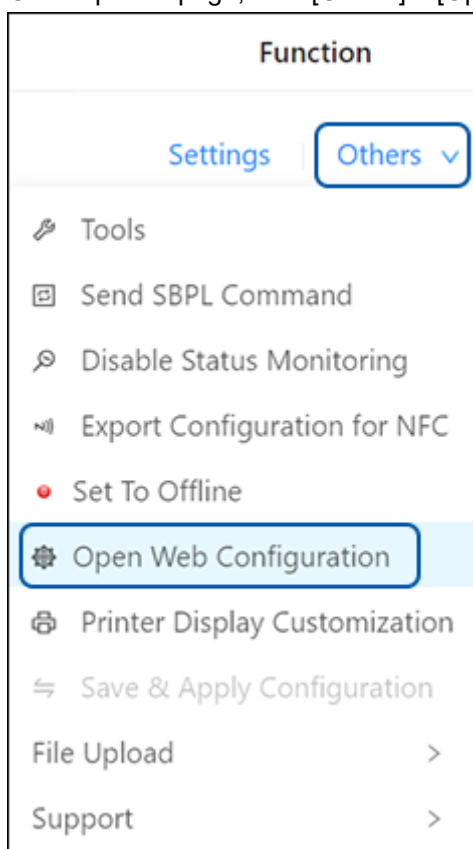 Function
Settings Others
Tools
Send SBPL Command
Disable Status Monitoring
Export Configuration for NFC
Set To Offline
Open Web Configuration
Printer Display Customization
Save & Apply Configuration
File Upload
Support